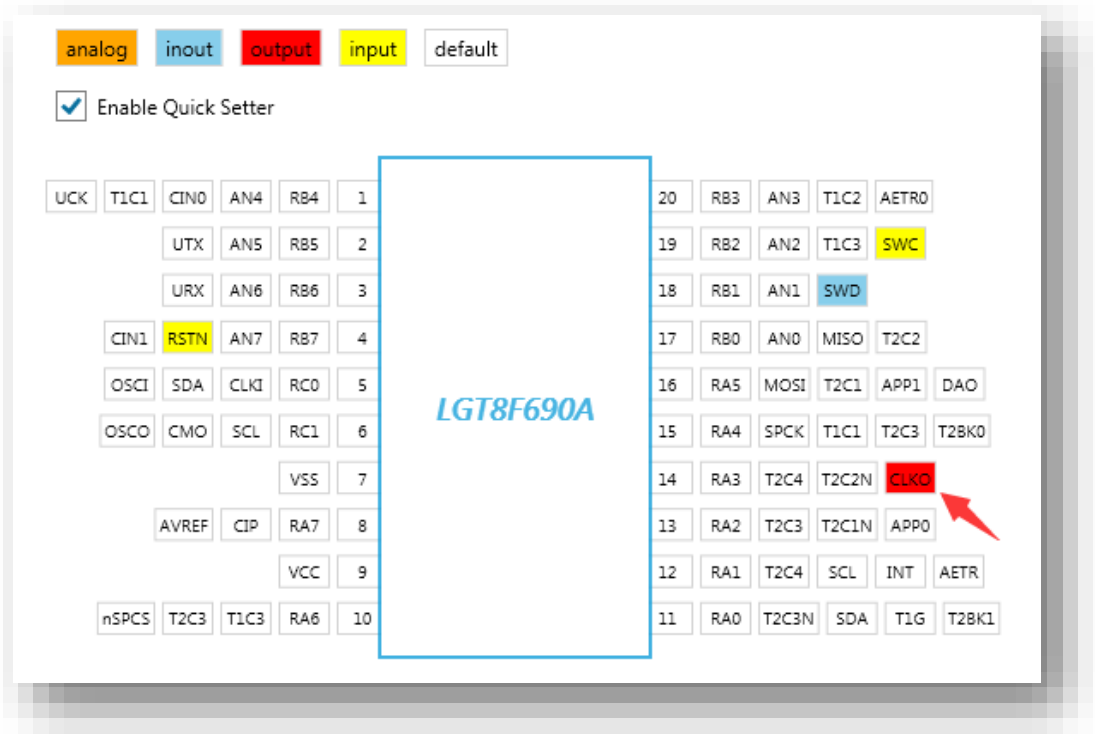 analog inout output input default
Enable Quick Setter
UCK T1C1 CIN0 AN4 RB4 1 20 RB3 AN3 T1C2 AETR0
UTX AN5 RB5 2 19 RB2 AN2 T1C3 SWC
URX AN6 RB6 3 18 RB1 AN1 SWD
CIN1 RSTN AN7 RB7 4 17 RB0 AN0 MISO T2C2
OSCI SDA CLKI RC0 5 16 RA5 MOSI T2C1 APP1 DAO
LGT8F690A
OSCO CMO SCL RC1 6 15 RA4 SPCK T1C1 T2C3 T2BK0
VSS 7 14 RA3 T2C4 T2C2N CLKO
AVREF CIP RA7 8 13 RA2 T2C3 T2C1N APP0
VCC 9 12 RA1 T2C4 SCL INT AETR
nSPCS T2C3 T1C3 RA6 10 11 RA0 T2C3N SDA T1G T2BK1